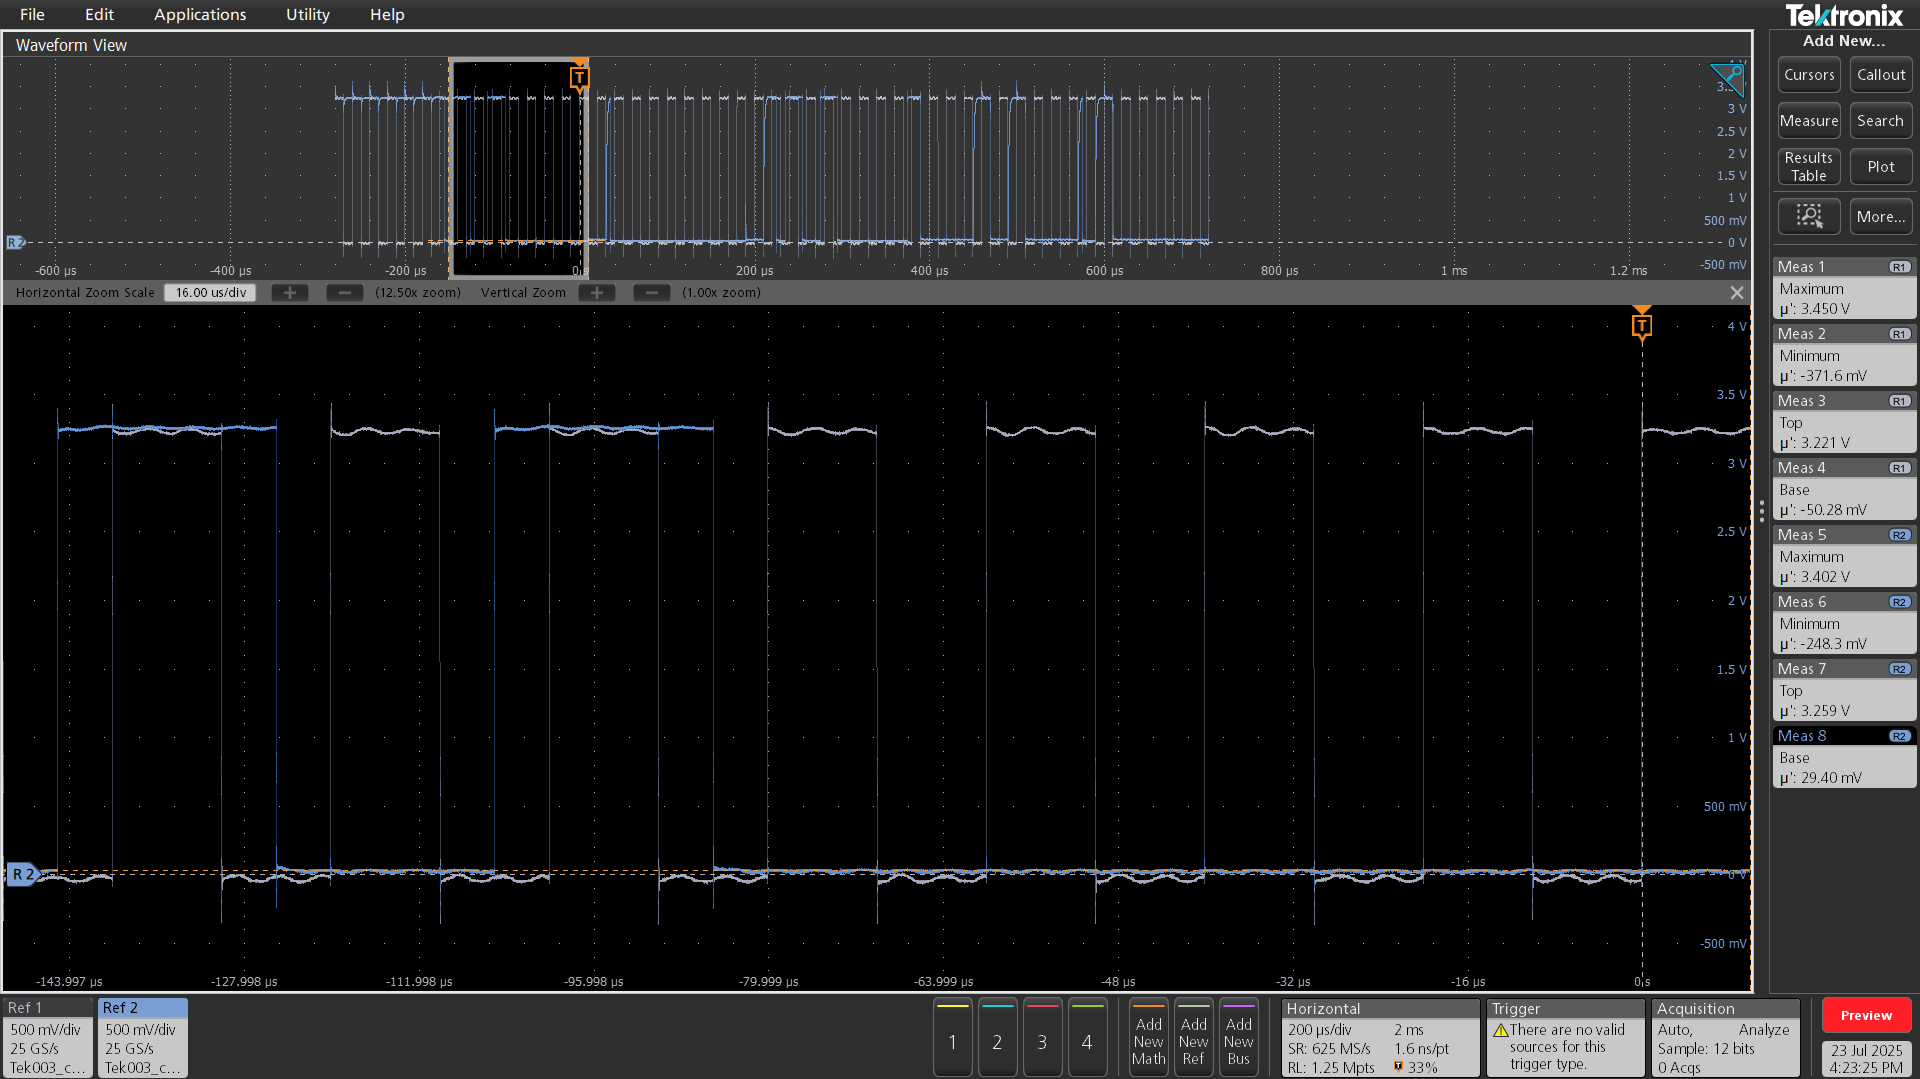 File Edit Applications Utility Help
Tektronix
Waveform View
Add New...
Cursors Callout
Measure Search
Results Table Plot
More...
T
3 V
2.5 V
2 V
1.5 V
1 V
500 mV
0 V
-500 mV
R 2
-600 µs -400 µs -200 µs 0 s 200 µs 400 µs 600 µs 800 µs 1 ms 1.2 ms
Horizontal Zoom Scale 16.00 us/div + − (12.50x zoom) Vertical Zoom + − (1.00x zoom)
T
4 V
3.5 V
3 V
2.5 V
2 V
1.5 V
1 V
500 mV
0 V
-500 mV
R 2
-143.997 µs -127.998 µs -111.998 µs -95.998 µs -79.999 µs -63.999 µs -48 µs -32 µs -16 µs 0 s
Meas 1 R1
Maximum
µ': 3.450 V
Meas 2 R1
Minimum
µ': -371.6 mV
Meas 3 R1
Top
µ': 3.221 V
Meas 4 R1
Base
µ': -50.28 mV
Meas 5 R2
Maximum
µ': 3.402 V
Meas 6 R2
Minimum
µ': -248.3 mV
Meas 7 R2
Top
µ': 3.259 V
Meas 8 R2
Base
µ': 29.40 mV
Ref 1
500 mV/div
25 GS/s
Tek003_c...
Ref 2
500 mV/div
25 GS/s
Tek003_c...
1 2 3 4
Add New Math
Add New Ref
Add New Bus
Horizontal
200 µs/div 2 ms
SR: 625 MS/s 1.6 ns/pt
RL: 1.25 Mpts 33%
Trigger
There are no valid
sources for this
trigger type.
Acquisition
Auto, Analyze
Sample: 12 bits
0 Acqs
Preview
23 Jul 2025
4:23:25 PM